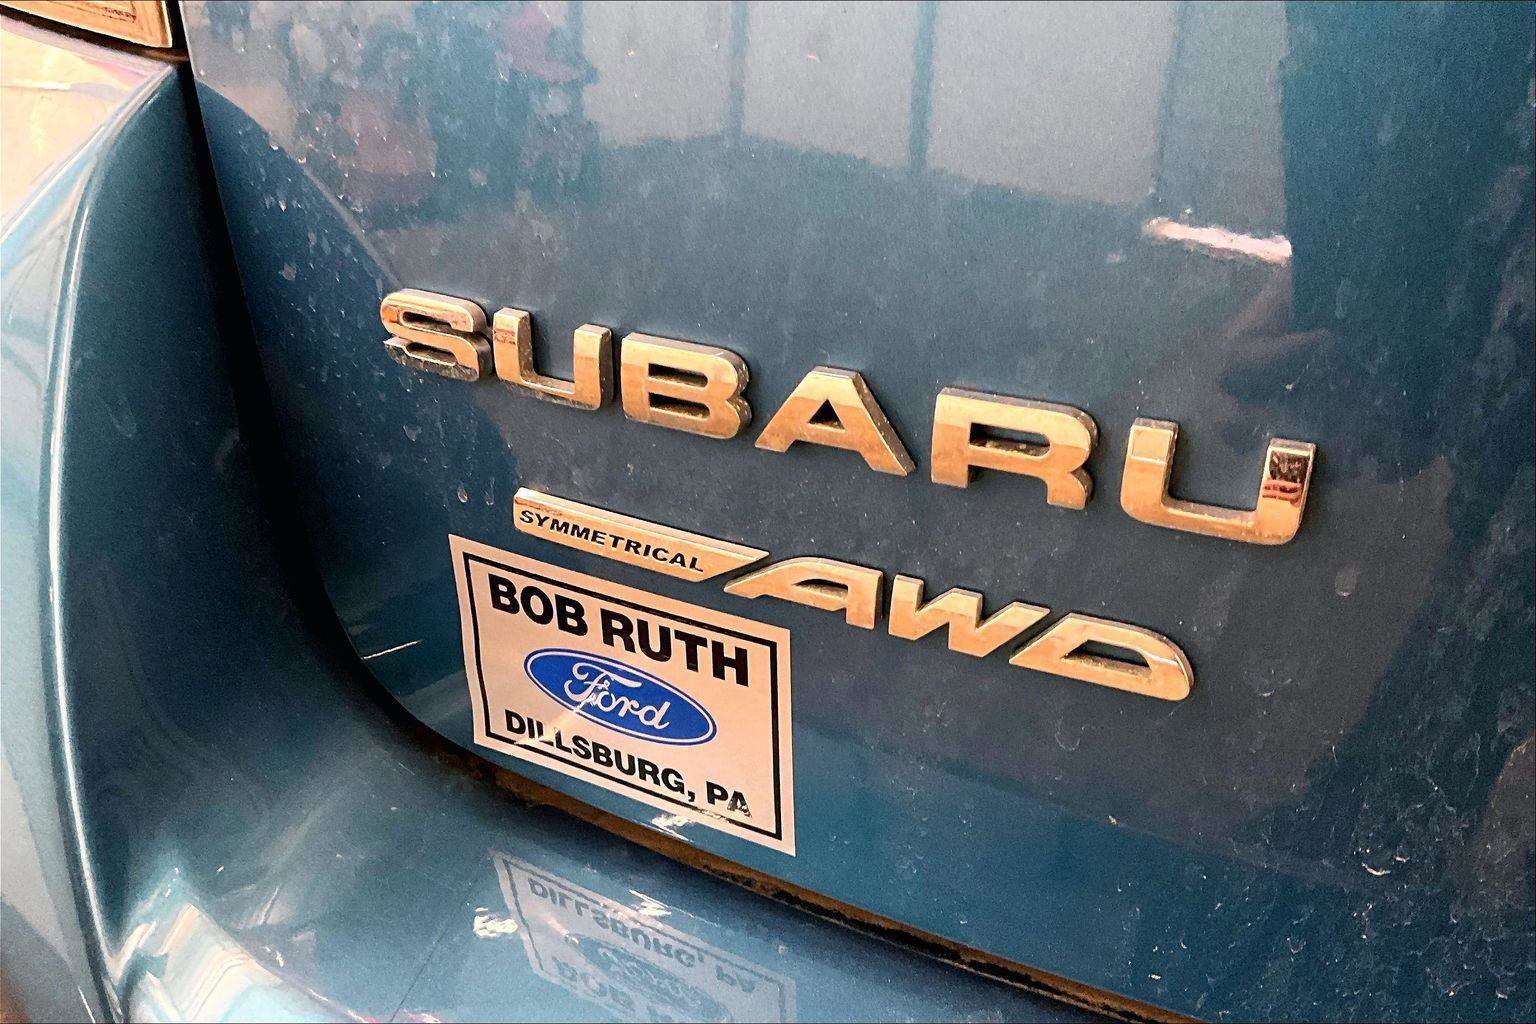 SUBARU
SYMMETRICAL AWD
BOB RUTH
Ford
DILLSBURG, PA